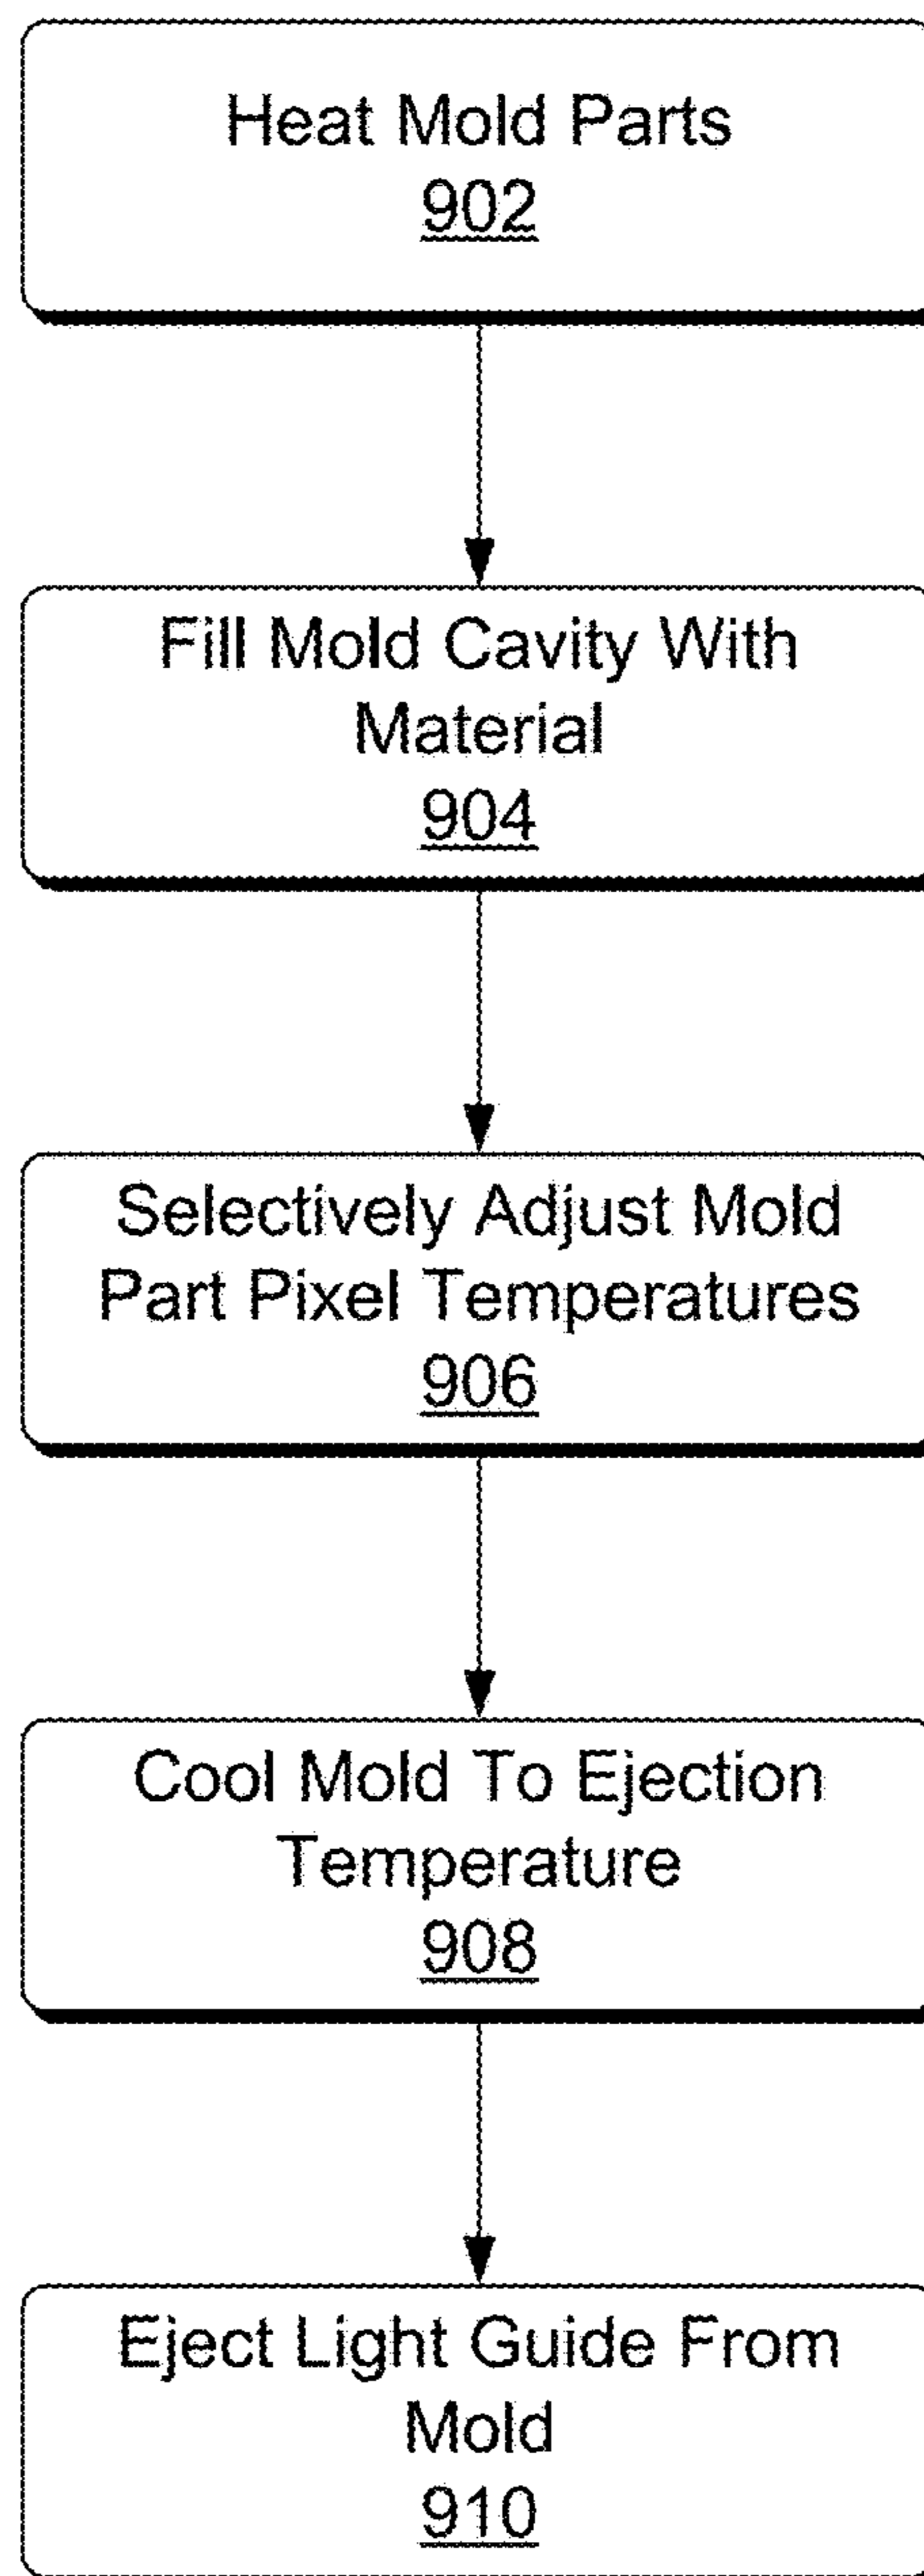 Heat Mold Parts
902
Fill Mold Cavity With
Material
904
Selectively Adjust Mold
Part Pixel Temperatures
906
Cool Mold To Ejection
Temperature
908
Eject Light Guide From
Mold
910